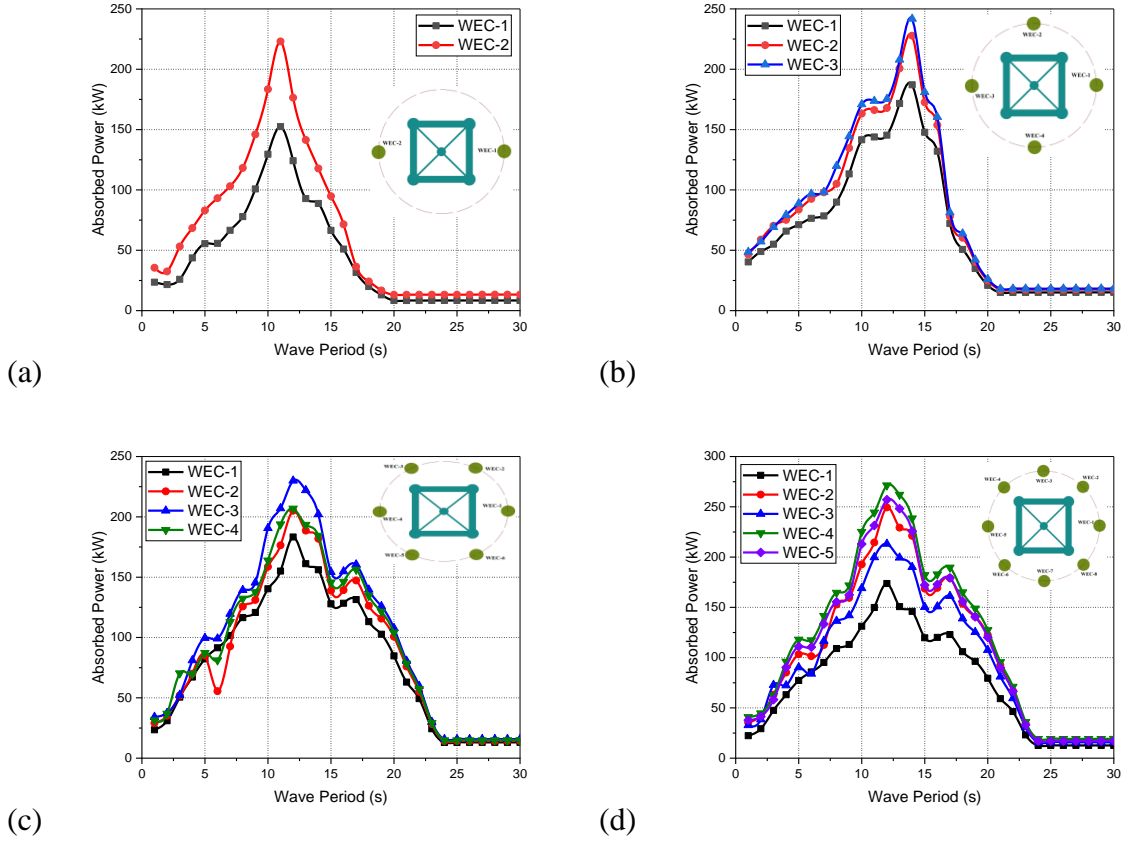 WEC-1
WEC-2
Absorbed Power (kW)
250
200
150
100
50
0
0 5 10 15 20 25 30
Wave Period (s)
WEC-2 WEC-1
(a)
WEC-1
WEC-2
WEC-3
Absorbed Power (kW)
250
200
150
100
50
0
0 5 10 15 20 25 30
Wave Period (s)
WEC-2
WEC-1
WEC-3
WEC-4
(b)
WEC-1
WEC-2
WEC-3
WEC-4
Absorbed Power (kW)
250
200
150
100
50
0
0 5 10 15 20 25 30
Wave Period (s)
WEC-3 WEC-2
WEC-1
WEC-4
WEC-5 WEC-6
(c)
WEC-1
WEC-2
WEC-3
WEC-4
WEC-5
Absorbed Power (kW)
300
250
200
150
100
50
0
0 5 10 15 20 25 30
Wave Period (s)
WEC-4 WEC-3 WEC-2
WEC-1
WEC-5
WEC-6 WEC-7 WEC-8
(d)